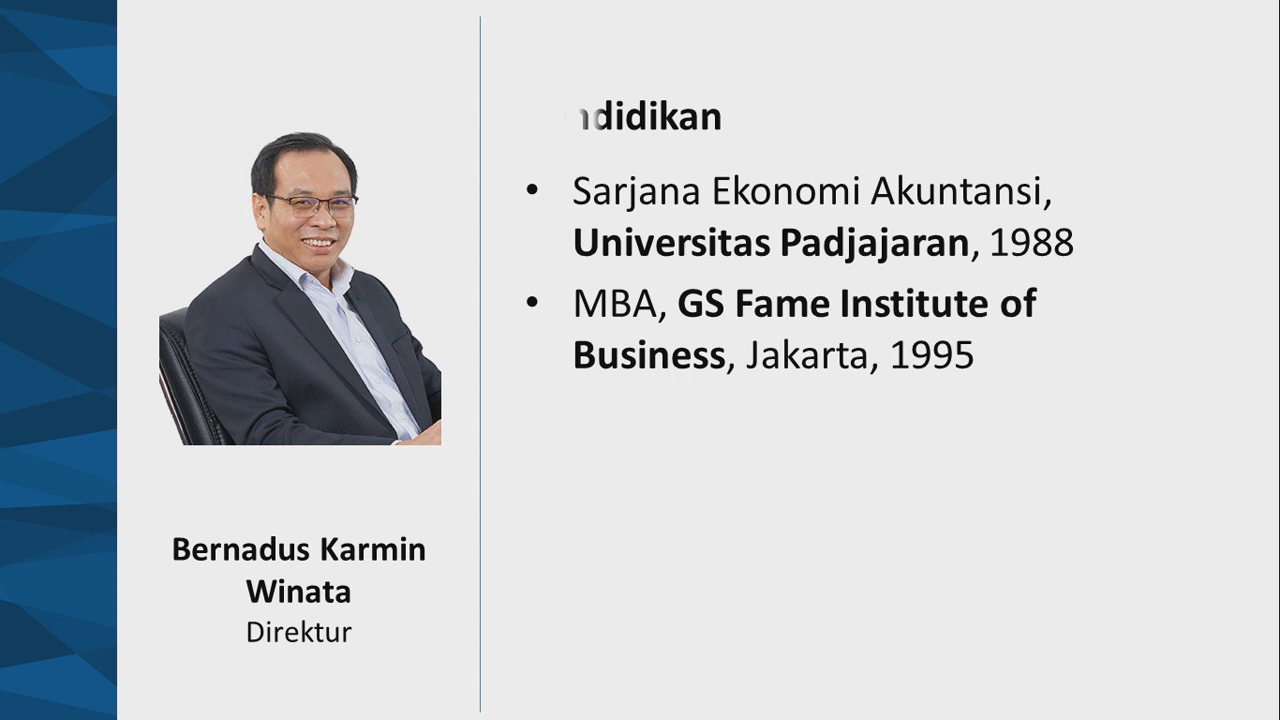 ndidikan
• Sarjana Ekonomi Akuntansi,
Universitas Padjajaran, 1988
• MBA, GS Fame Institute of
Business, Jakarta, 1995
Bernadus Karmin
Winata
Direktur